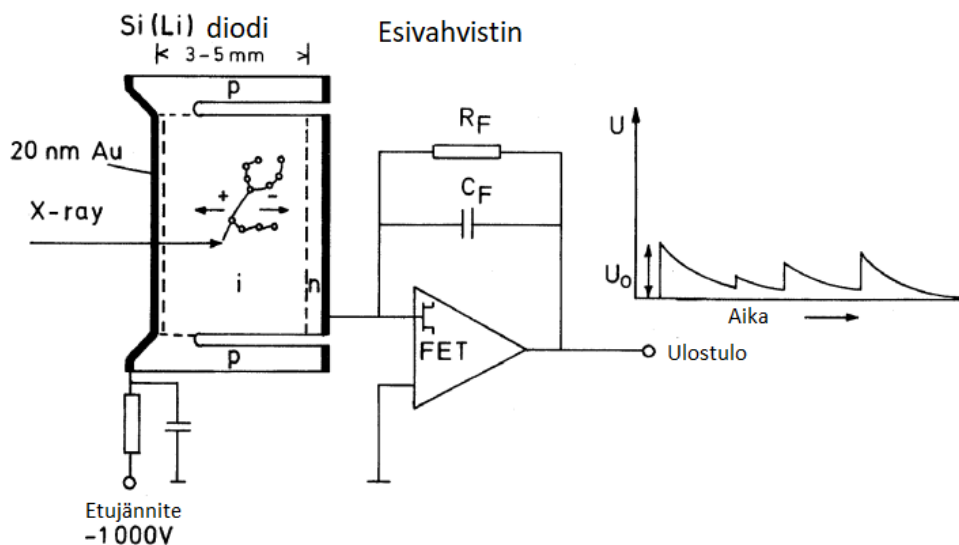 Si(Li) diodi
Esivahvistin
3-5 mm
p
20 nm Au
X-ray
+ -
i
n
p
R_F
C_F
FET
U
U_0
Aika
Ulostulo
Etujännite
-1000V